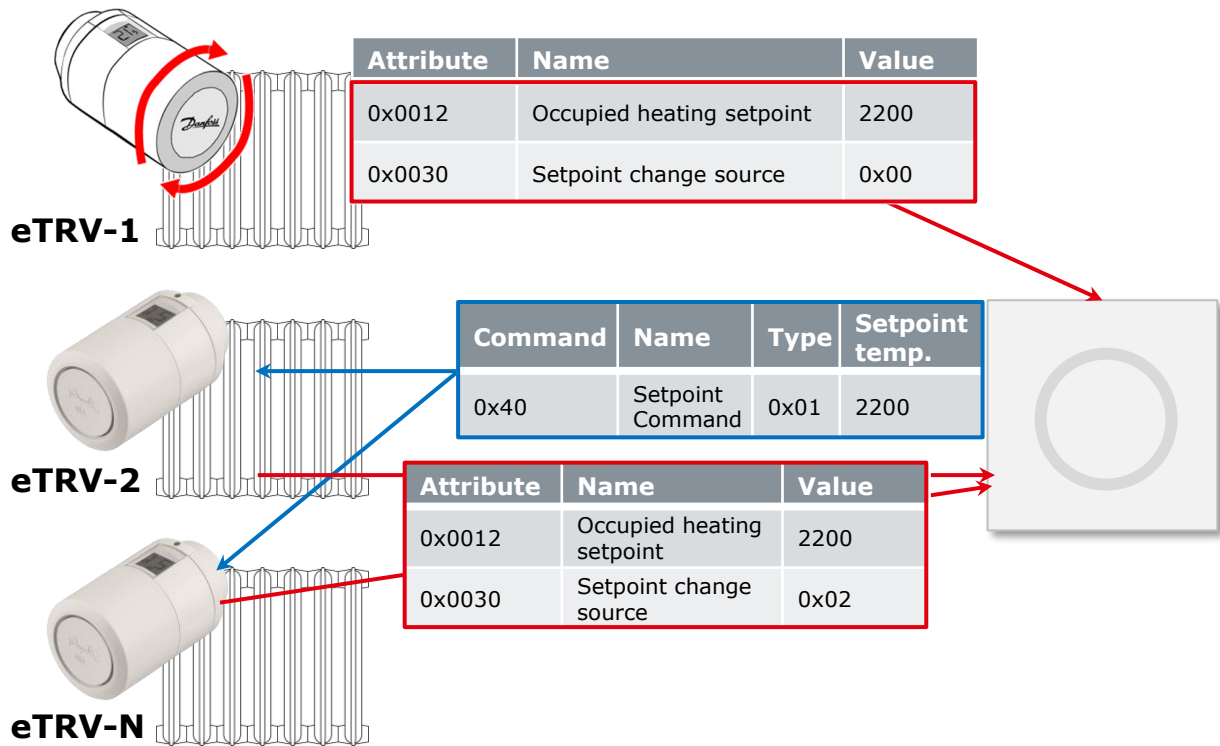 Danfoss
Attribute Name Value
0x0012 Occupied heating setpoint 2200
0x0030 Setpoint change source 0x00
eTRV-1
Command Name Type Setpoint
temp.
0x40 Setpoint
Command 0x01 2200
eTRV-2
Attribute Name Value
0x0012 Occupied heating
setpoint 2200
0x0030 Setpoint change
source 0x02
eTRV-N